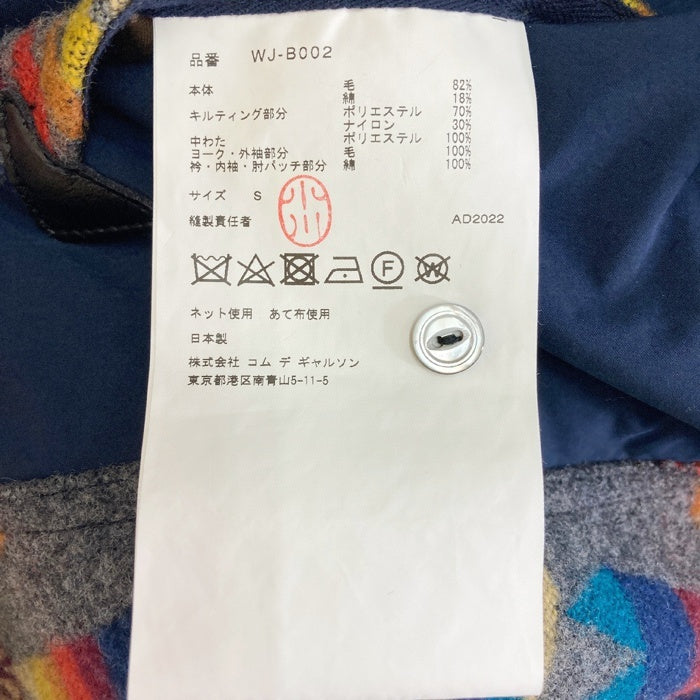 品番 WJ-B002
本体 毛 82%
綿 18%
キルティング部分 ポリエステル 70%
ナイロン 30%
中わた ポリエステル 100%
ヨーク・外袖部分 毛 100%
衿・内袖・肘パッチ部分 綿 100%
サイズ S
小川
縫製責任者 AD2022
F
W
ネット使用 あて布使用
日本製
株式会社 コム デ ギャルソン
東京都港区南青山5-11-5